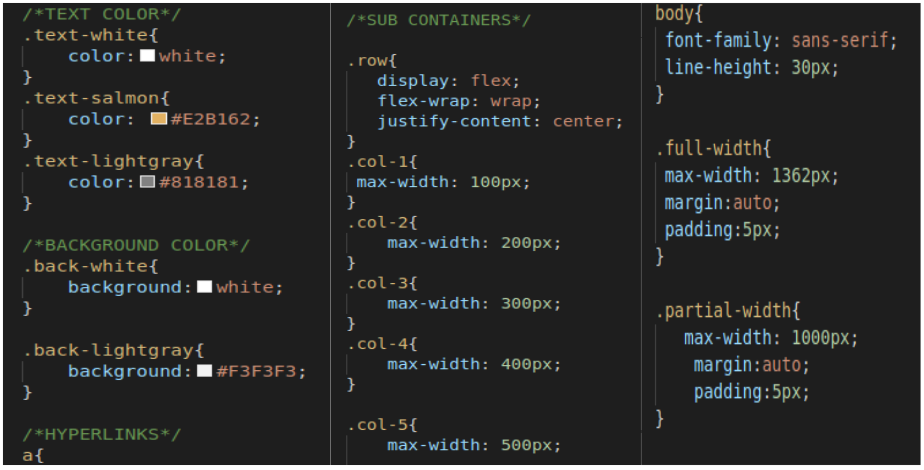 /*TEXT COLOR*/
.text-white{
color: white;
}
.text-salmon{
color: #E2B162;
}
.text-lightgray{
color: #818181;
}
/*BACKGROUND COLOR*/
.back-white{
background: white;
}
.back-lightgray{
background: #F3F3F3;
}
/*HYPERLINKS*/
a{
/*SUB CONTAINERS*/
.row{
display: flex;
flex-wrap: wrap;
justify-content: center;
}
.col-1{
max-width: 100px;
}
.col-2{
max-width: 200px;
}
.col-3{
max-width: 300px;
}
.col-4{
max-width: 400px;
}
.col-5{
max-width: 500px;
body{
font-family: sans-serif;
line-height: 30px;
}
.full-width{
max-width: 1362px;
margin:auto;
padding:5px;
}
.partial-width{
max-width: 1000px;
margin:auto;
padding:5px;
}